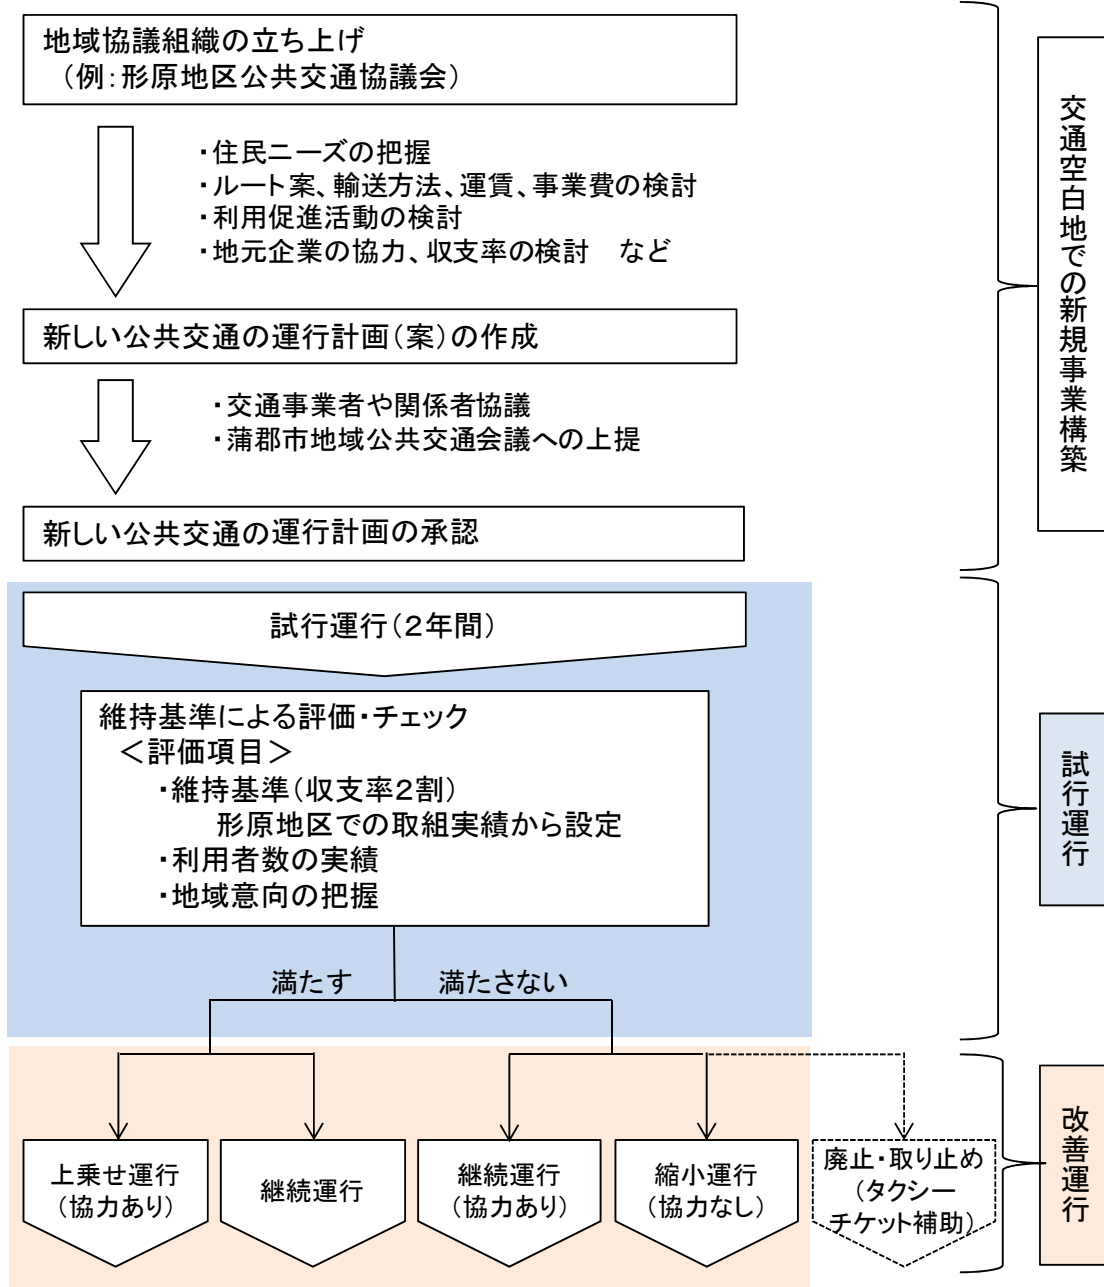 地域協議組織の立ち上げ
（例：形原地区公共交通協議会）
・住民ニーズの把握
・ルート案、輸送方法、運賃、事業費の検討
・利用促進活動の検討
・地元企業の協力、収支率の検討　など
新しい公共交通の運行計画（案）の作成
・交通事業者や関係者協議
・蒲郡市地域公共交通会議への上提
新しい公共交通の運行計画の承認
交通空白地での新規事業構築
試行運行（２年間）
維持基準による評価・チェック
＜評価項目＞
・維持基準（収支率２割）
形原地区での取組実績から設定
・利用者数の実績
・地域意向の把握
満たす
満たさない
試行運行
上乗せ運行
（協力あり）
継続運行
継続運行
（協力あり）
縮小運行
（協力なし）
廃止・取り止め
（タクシー
チケット補助）
改善運行